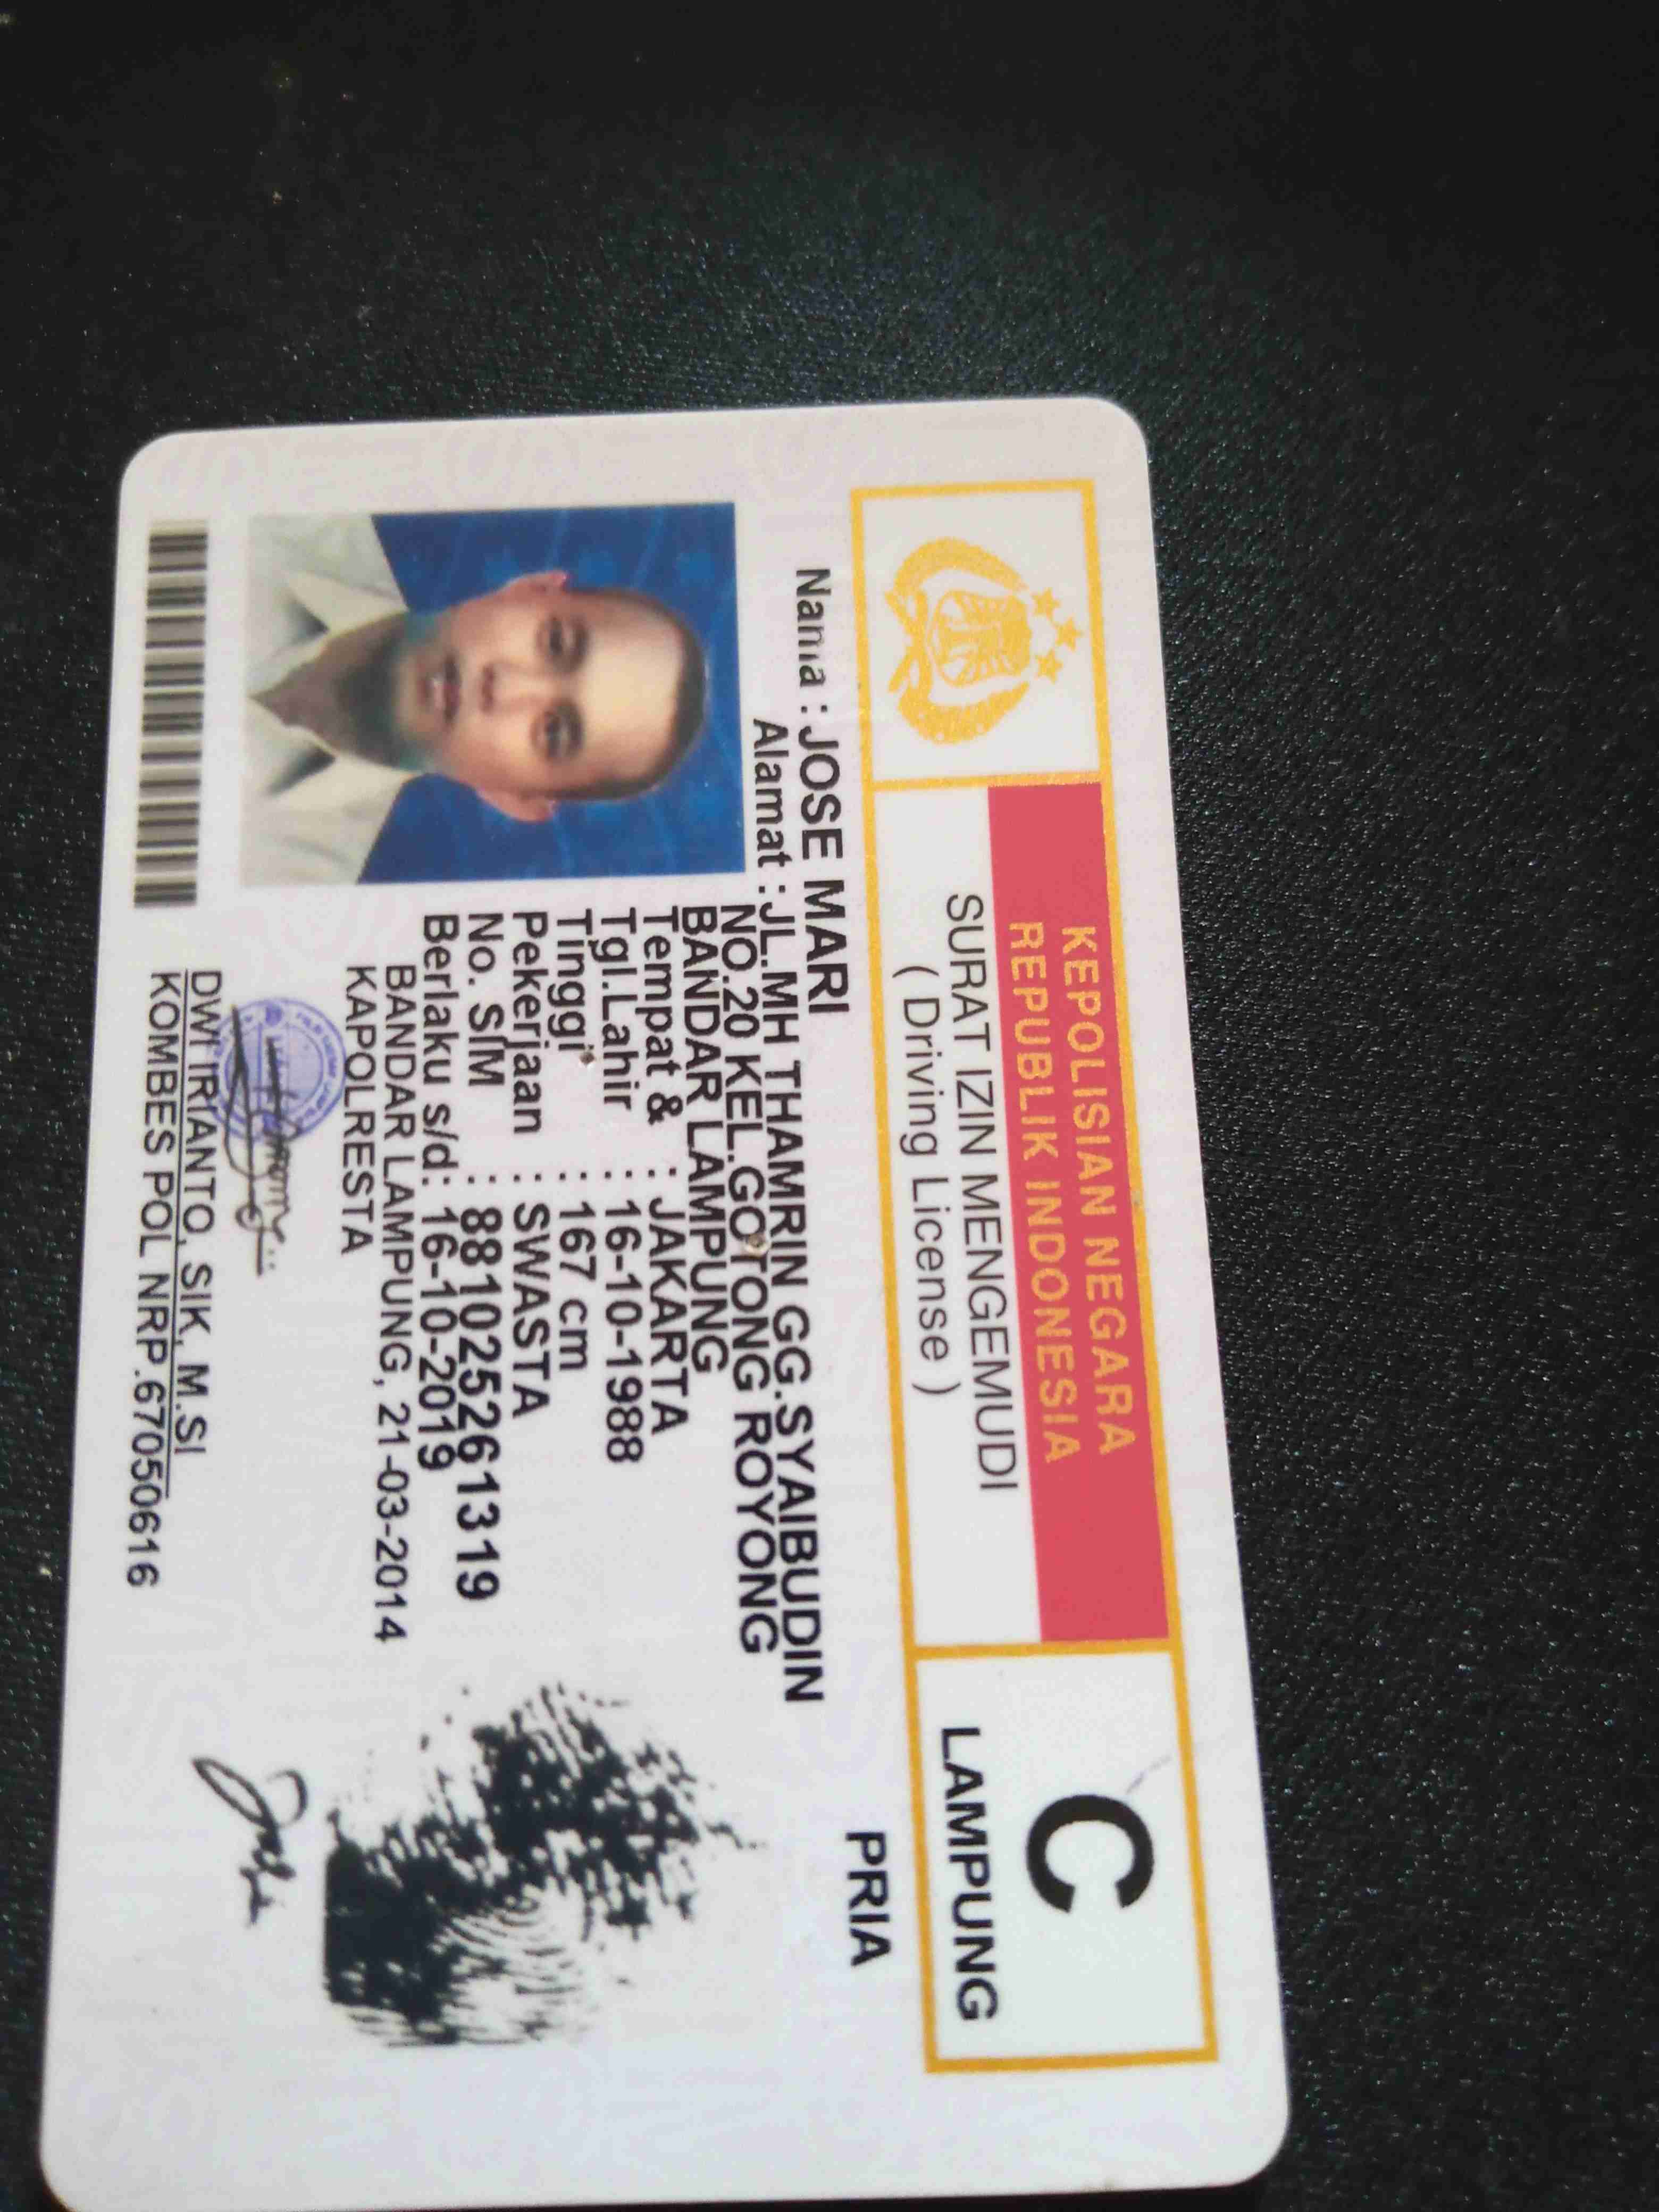 KEPOLISIAN NEGARA
REPUBLIK INDONESIA
SURAT IZIN MENGEMUDI
( Driving License )
C
LAMPUNG
PRIA
Nama : JOSE MARI
Alamat : JL.MH THAMRIN GG.SYAIBUDIN
NO.20 KEL.GOTONG ROYONG
BANDAR LAMPUNG
Tempat & : JAKARTA
Tgl.Lahir : 16-10-1988
Tinggi : 167 cm
Pekerjaan : SWASTA
No. SIM : 881025261319
Berlaku s/d: 16-10-2019
BANDAR LAMPUNG, 21-03-2014
KAPOLRESTA
DWI IRIANTO, SIK, M.SI
KOMBES POL NRP.67050616